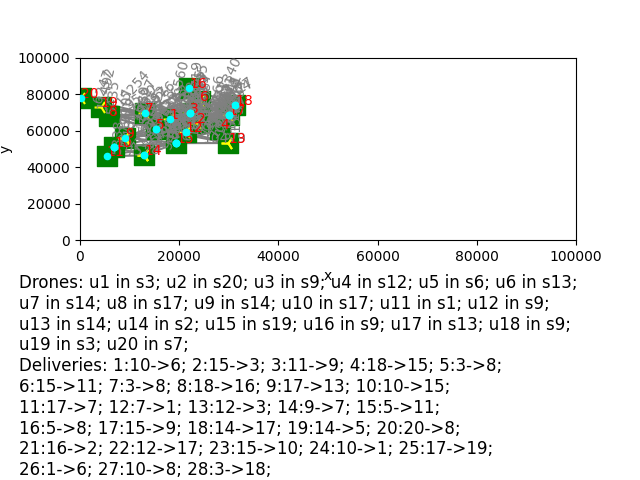 100000
80000
60000
40000
20000
0
y
0 20000 40000 60000 80000 100000
x
Drones: u1 in s3; u2 in s20; u3 in s9; u4 in s12; u5 in s6; u6 in s13;
u7 in s14; u8 in s17; u9 in s14; u10 in s17; u11 in s1; u12 in s9;
u13 in s14; u14 in s2; u15 in s19; u16 in s9; u17 in s13; u18 in s9;
u19 in s3; u20 in s7;
Deliveries: 1:10->6; 2:15->3; 3:11->9; 4:18->15; 5:3->8;
6:15->11; 7:3->8; 8:18->16; 9:17->13; 10:10->15;
11:17->7; 12:7->1; 13:12->3; 14:9->7; 15:5->11;
16:5->8; 17:15->9; 18:14->17; 19:14->5; 20:20->8;
21:16->2; 22:12->17; 23:15->10; 24:10->1; 25:17->19;
26:1->6; 27:10->8; 28:3->18;